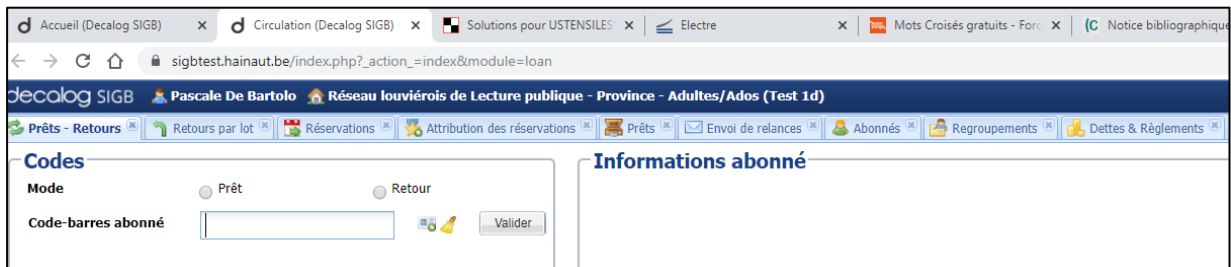 Accueil (Decalog SIGB) Circulation (Decalog SIGB) Solutions pour USTENSILES Electre Mots Croisés gratuits - Forc Notice bibliographique
sigbtest.hainaut.be/index.php?_action_=index&module=loan
decalog SIGB Pascale De Bartolo Réseau louviérois de Lecture publique - Province - Adultes/Ados (Test 1d)
Prêts - Retours Retours par lot Réservations Attribution des réservations Prêts Envoi de relances Abonnés Regroupements Dettes & Règlements
Codes Informations abonné
Mode Prêt Retour
Code-barres abonné Valider